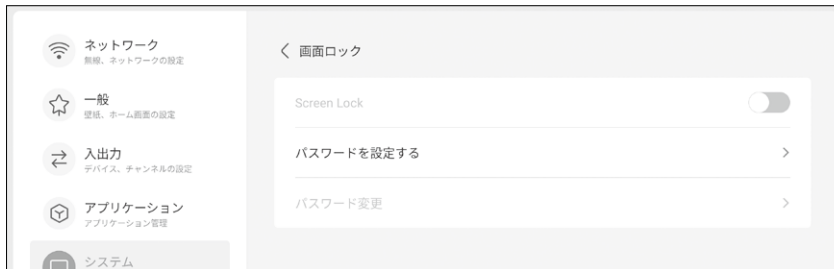 ネットワーク
無線、ネットワークの設定
一般
壁紙、ホーム画面の設定
入出力
デバイス、チャンネルの設定
アプリケーション
アプリケーション管理
システム
画面ロック
Screen Lock
パスワードを設定する
パスワード変更